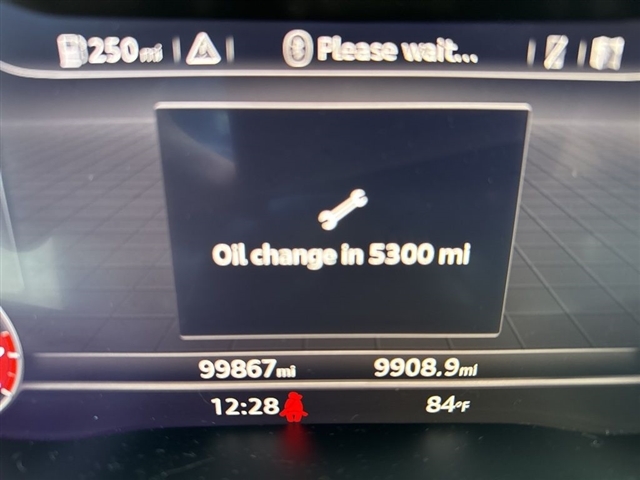 250 mi Please wait...
Oil change in 5300 mi
99867 mi 9908.9 mi
12:28 84°F